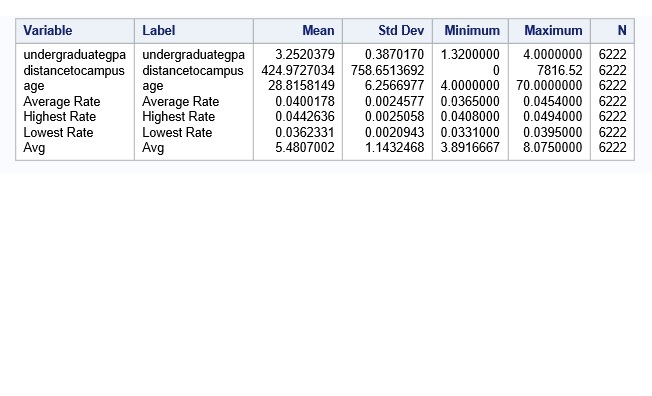 Variable Label Mean Std Dev Minimum Maximum N
undergraduategpa undergraduategpa 3.2520379 0.3870170 1.3200000 4.0000000 6222
distancetocampus distancetocampus 424.9727034 758.6513692 0 7816.52 6222
age age 28.8158149 6.2566977 4.0000000 70.0000000 6222
Average Rate Average Rate 0.0400178 0.0024577 0.0365000 0.0454000 6222
Highest Rate Highest Rate 0.0442636 0.0025058 0.0408000 0.0494000 6222
Lowest Rate Lowest Rate 0.0362331 0.0020943 0.0331000 0.0395000 6222
Avg Avg 5.4807002 1.1432468 3.8916667 8.0750000 6222